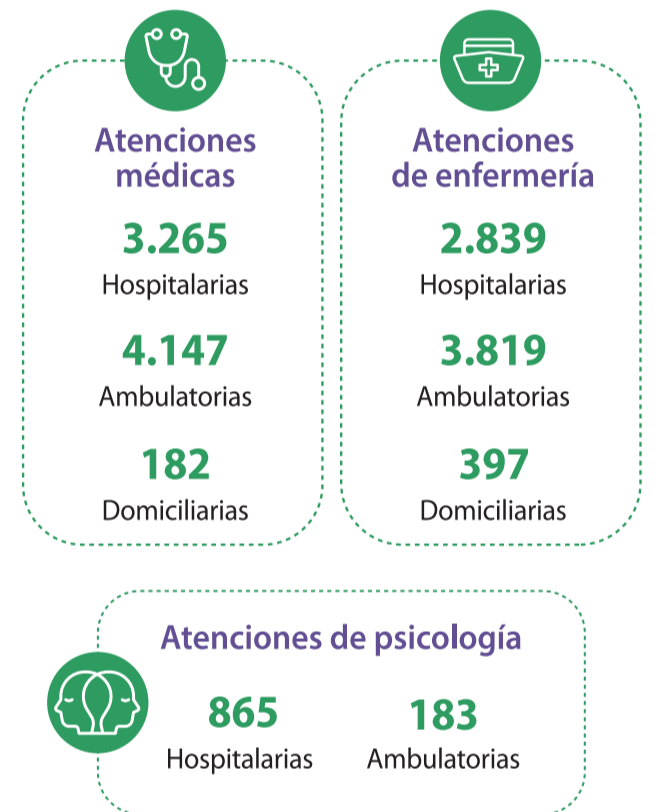 Atenciones
médicas
3.265
Hospitalarias
4.147
Ambulatorias
182
Domiciliarias
Atenciones
de enfermería
2.839
Hospitalarias
3.819
Ambulatorias
397
Domiciliarias
Atenciones de psicología
865
Hospitalarias
183
Ambulatorias